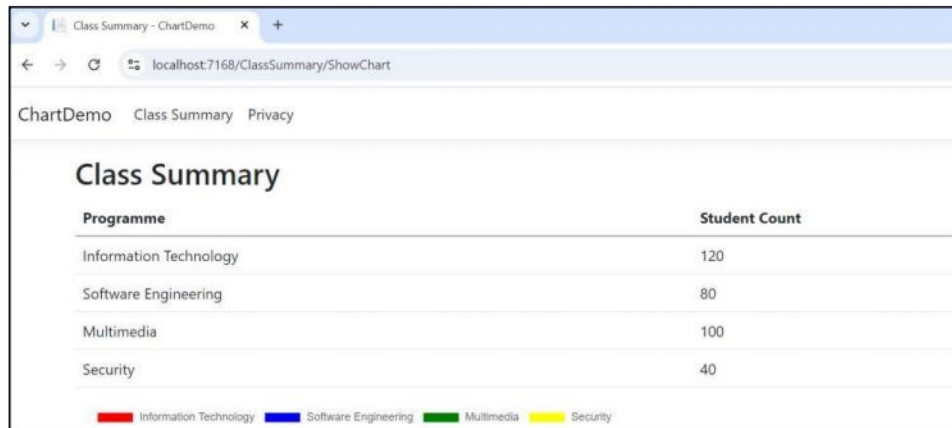 Class Summary - ChartDemo
localhost:7168/ClassSummary/ShowChart
ChartDemo Class Summary Privacy
Class Summary
Programme Student Count
Information Technology 120
Software Engineering 80
Multimedia 100
Security 40
Information Technology Software Engineering Multimedia Security